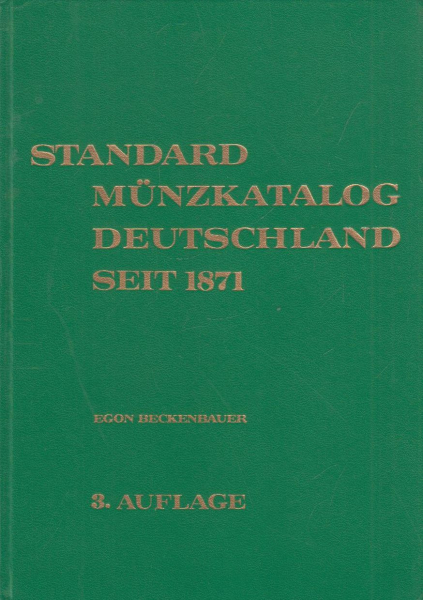 STANDARD
MÜNZKATALOG
DEUTSCHLAND
SEIT 1871
EGON BECKENBAUER
3. AUFLAGE